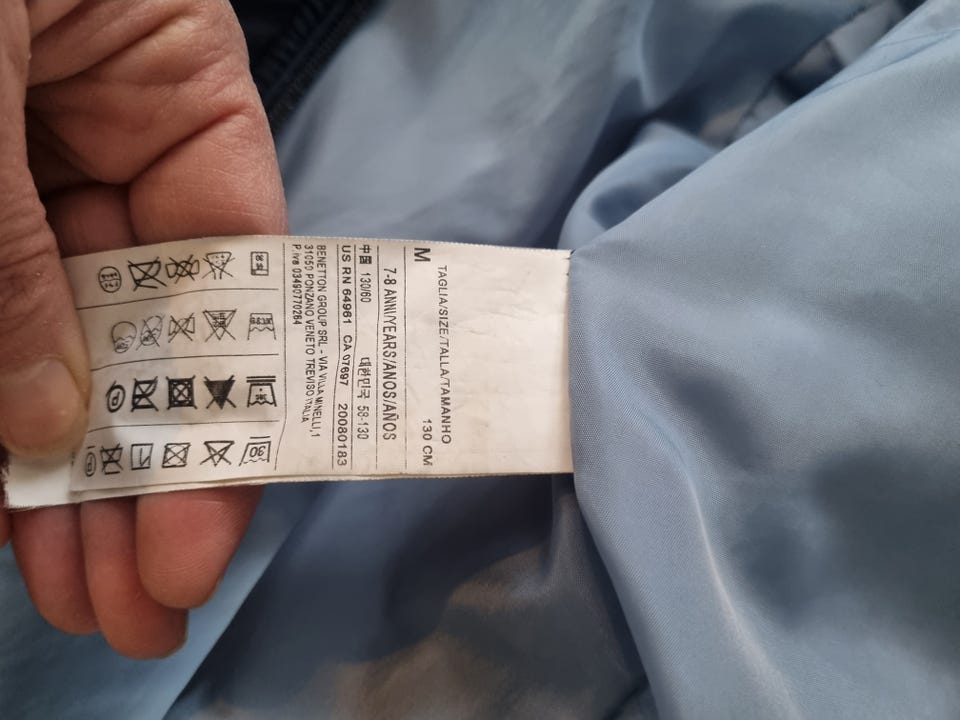 TAGLIA/SIZE/TALLA/TAMANHO
M 130 CM
7-8 ANNI/YEARS/ANOS/AÑOS
中国 130/60 대한민국 58-130
US RN 64961 CA 07697 20080183
BENETTON GROUP SRL - VIA VILLA MINELLI,1
31050 PONZANO VENETO TREVISO ITALIA
P.iva 03490770264
30